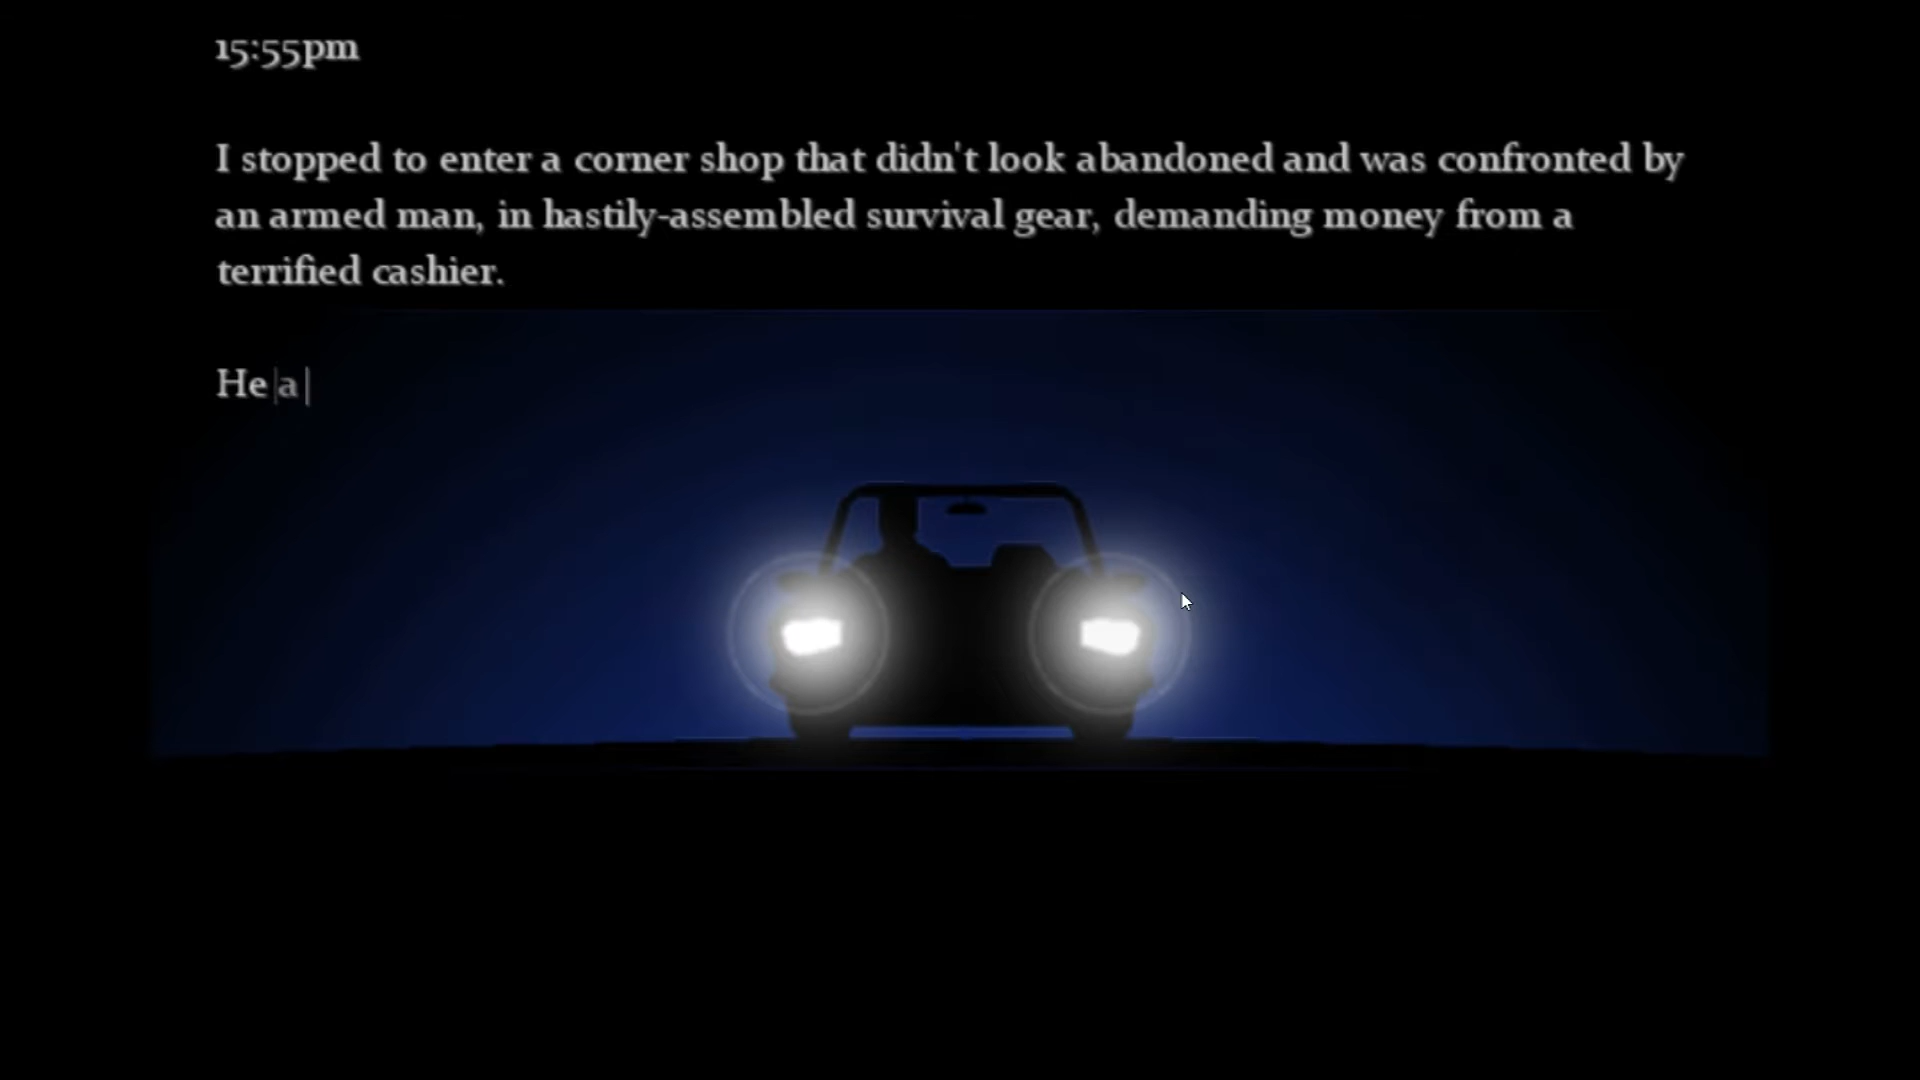 15:55pm
I stopped to enter a corner shop that didn't look abandoned and was confronted by
an armed man, in hastily-assembled survival gear, demanding money from a
terrified cashier.
He a